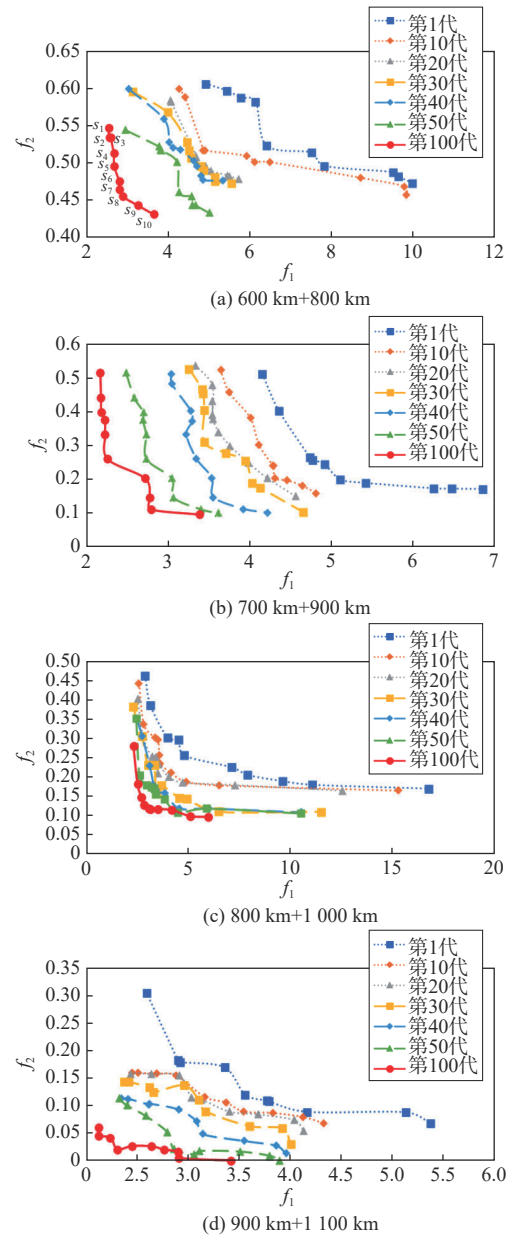 0.65
0.60
0.55
0.50
0.45
0.40
f2
第1代
第10代
第20代
第30代
第40代
第50代
第100代
s1
s2 s3
s4
s5
s6
s7
s8
s9
s10
2 4 6 8 10 12
f1
(a) 600 km+800 km
0.6
0.5
0.4
0.3
0.2
0.1
0
f2
第1代
第10代
第20代
第30代
第40代
第50代
第100代
2 3 4 5 6 7
f1
(b) 700 km+900 km
0.50
0.45
0.40
0.35
0.30
0.25
0.20
0.15
0.10
0.05
0
f2
第1代
第10代
第20代
第30代
第40代
第50代
第100代
0 5 10 15 20
f1
(c) 800 km+1 000 km
0.35
0.30
0.25
0.20
0.15
0.10
0.05
0
f2
第1代
第10代
第20代
第30代
第40代
第50代
第100代
0 2.5 3.0 3.5 4.0 4.5 5.0 5.5 6.0
f1
(d) 900 km+1 100 km